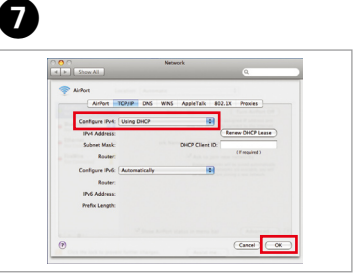 7
Network
Show All
AirPort
AirPort TCP/IP DNS WINS AppleTalk 802.1X Proxies
Configure IPv4: Using DHCP
IPv4 Address: Renew DHCP Lease
Subnet Mask: DHCP Client ID:
Router: (If required)
Configure IPv6: Automatically
Router:
IPv6 Address:
Prefix Length:
? Cancel OK